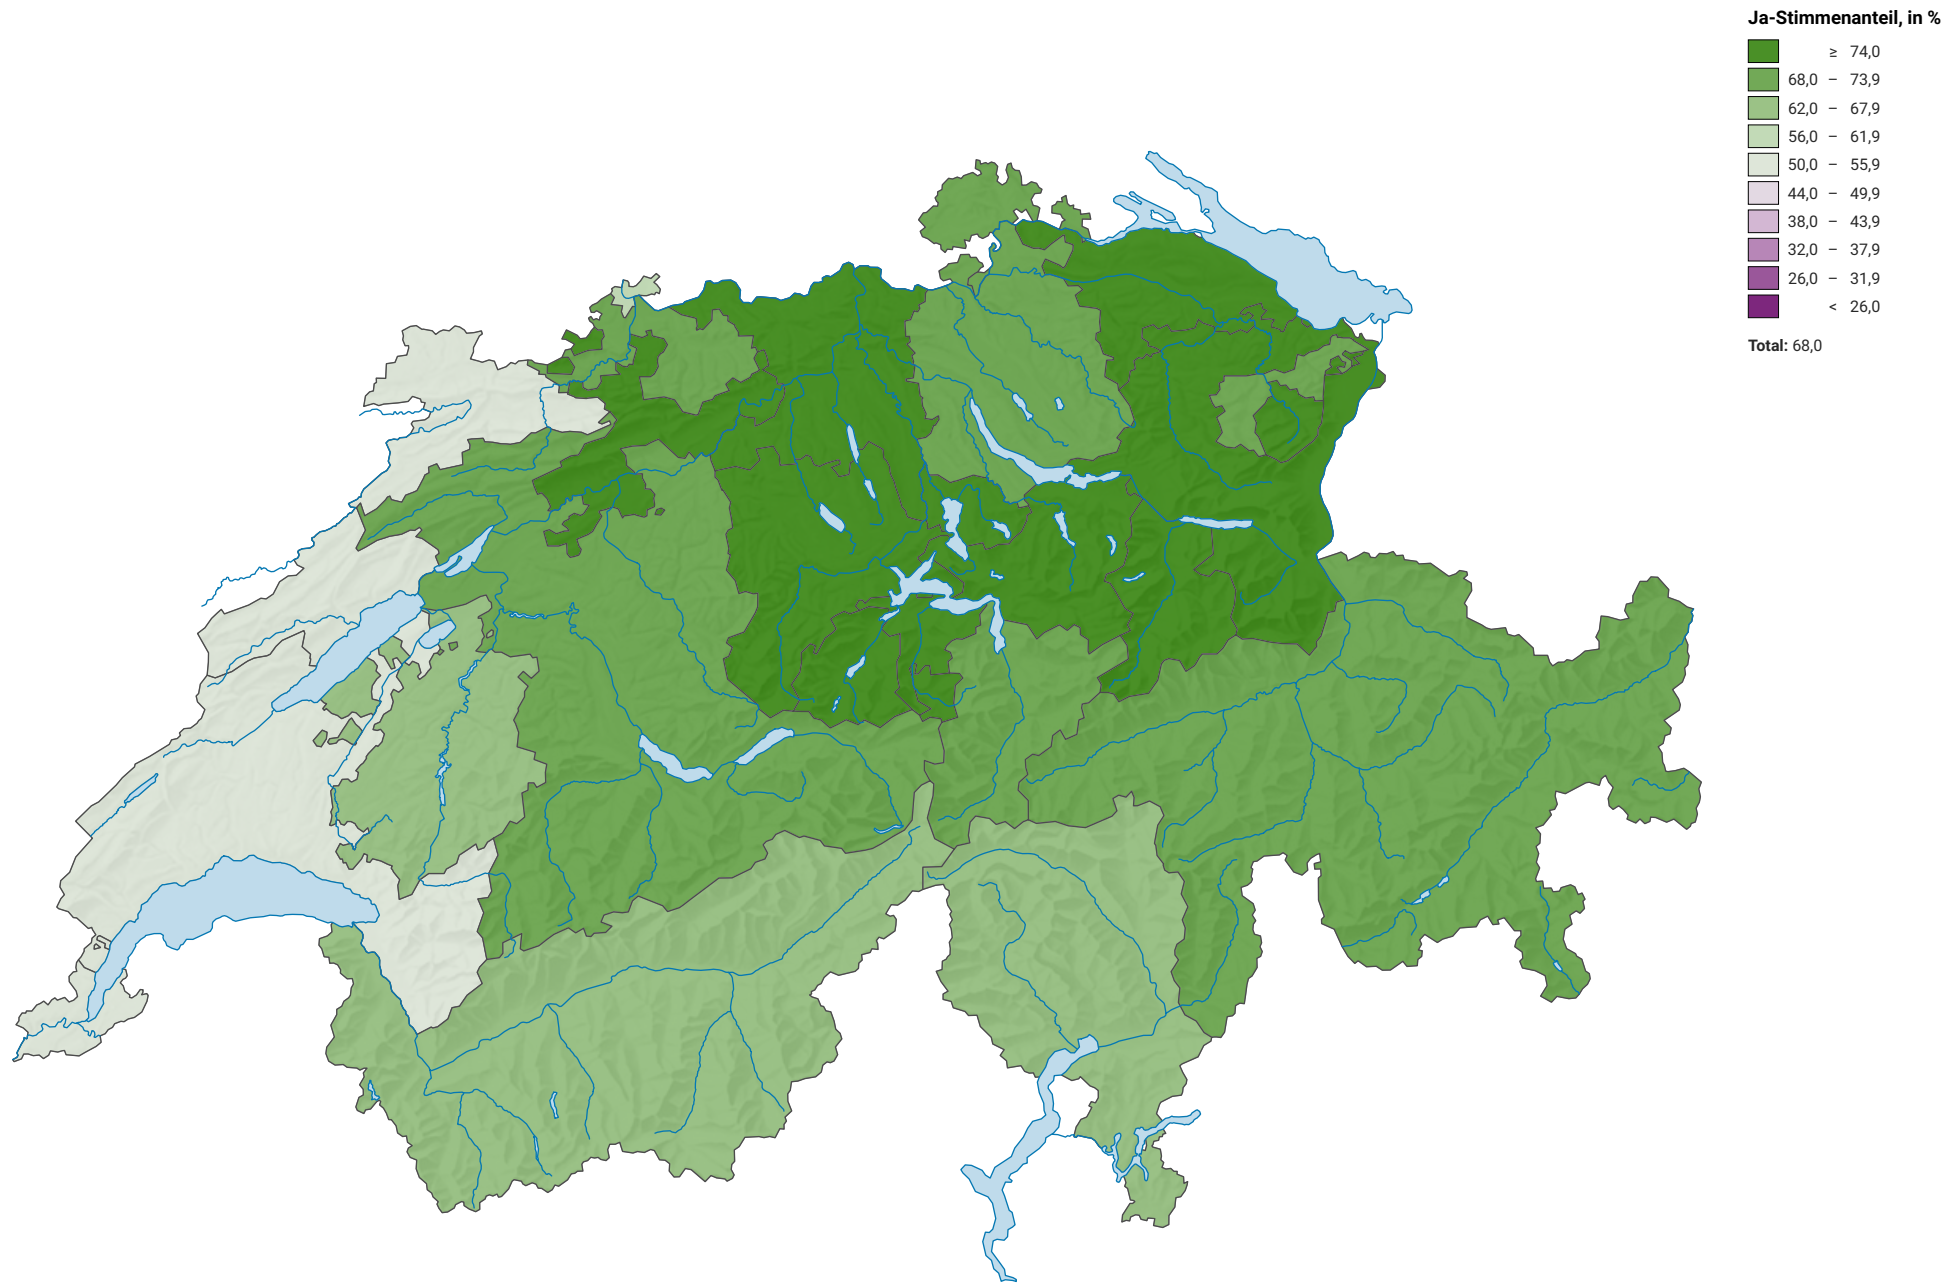 Ja-Stimmenanteil, in %
≥ 74,0
68,0 – 73,9
62,0 – 67,9
56,0 – 61,9
50,0 – 55,9
44,0 – 49,9
38,0 – 43,9
32,0 – 37,9
26,0 – 31,9
< 26,0
Total: 68,0